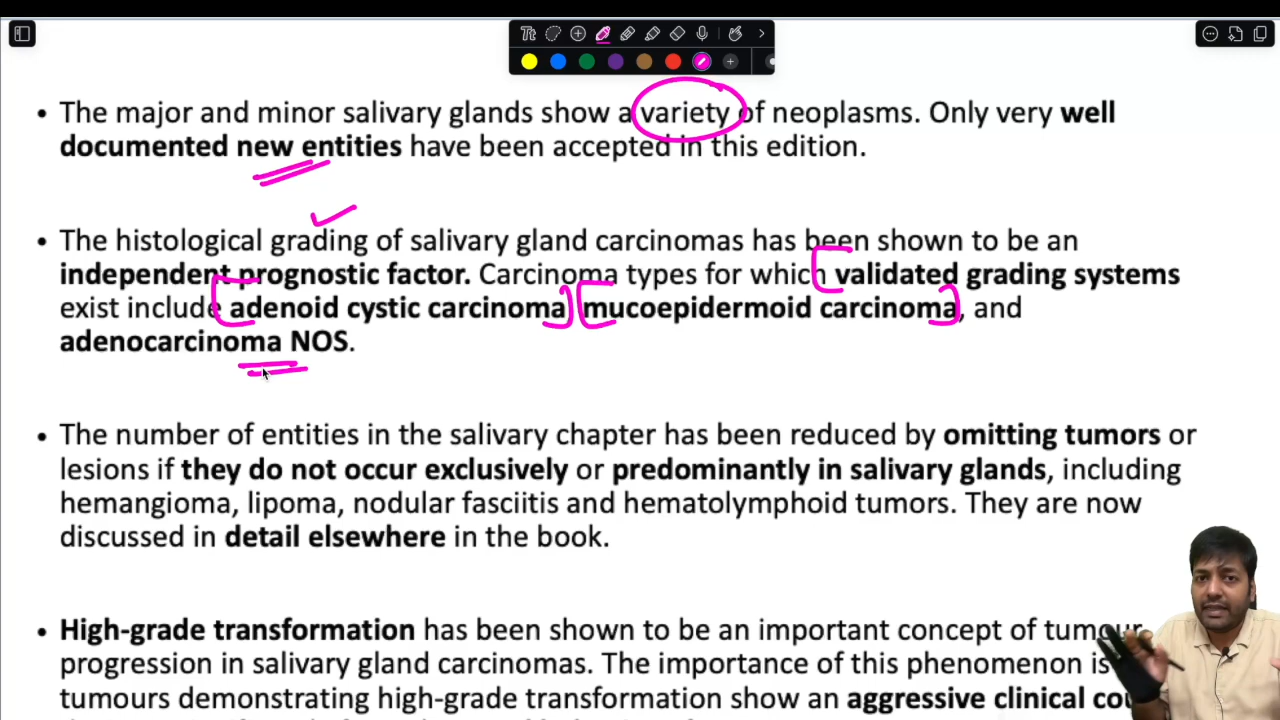 Tt
• The major and minor salivary glands show a variety of neoplasms. Only very well
documented new entities have been accepted in this edition.
• The histological grading of salivary gland carcinomas has been shown to be an
independent prognostic factor. Carcinoma types for which validated grading systems
exist include adenoid cystic carcinoma, mucoepidermoid carcinoma, and
adenocarcinoma NOS.
• The number of entities in the salivary chapter has been reduced by omitting tumors or
lesions if they do not occur exclusively or predominantly in salivary glands, including
hemangioma, lipoma, nodular fasciitis and hematolymphoid tumors. They are now
discussed in detail elsewhere in the book.
• High-grade transformation has been shown to be an important concept of tumour
progression in salivary gland carcinomas. The importance of this phenomenon is
tumours demonstrating high-grade transformation show an aggressive clinical